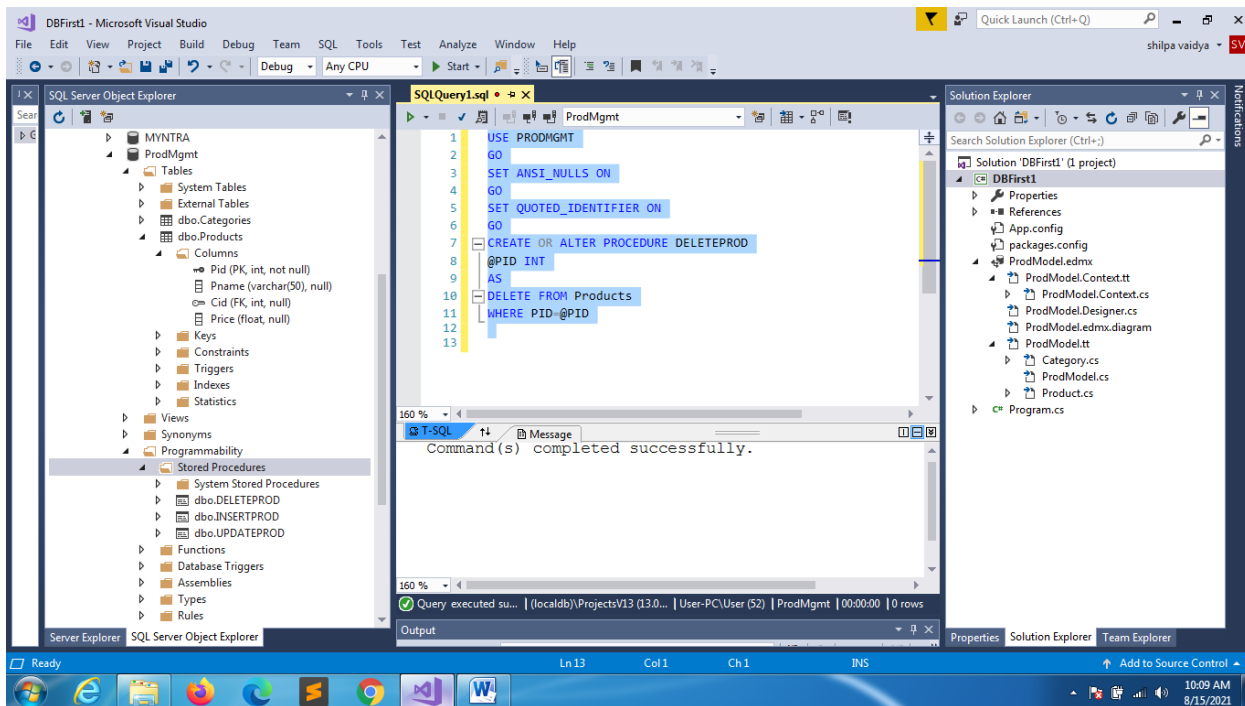 DBFirst1 - Microsoft Visual Studio
Quick Launch (Ctrl+Q)
File Edit View Project Build Debug Team SQL Tools Test Analyze Window Help
shilpa vaidya
SV
Debug Any CPU Start
SQL Server Object Explorer
MYNTRA
ProdMgmt
Tables
System Tables
External Tables
dbo.Categories
dbo.Products
Columns
Pid (PK, int, not null)
Pname (varchar(50), null)
Cid (FK, int, null)
Price (float, null)
Keys
Constraints
Triggers
Indexes
Statistics
Views
Synonyms
Programmability
Stored Procedures
System Stored Procedures
dbo.DELETEPROD
dbo.INSERTPROD
dbo.UPDATEPROD
Functions
Database Triggers
Assemblies
Types
Rules
Server Explorer SQL Server Object Explorer
SQLQuery1.sql
ProdMgmt
1 USE PRODMGMT
2 GO
3 SET ANSI_NULLS ON
4 GO
5 SET QUOTED_IDENTIFIER ON
6 GO
7 CREATE OR ALTER PROCEDURE DELETEPROD
8 @PID INT
9 AS
10 DELETE FROM Products
11 WHERE PID=@PID
12
13
160 %
T-SQL Message
Command(s) completed successfully.
160 %
Query executed su... | (localdb)\ProjectsV13 (13.0... | User-PC\User (52) | ProdMgmt | 00:00:00 | 0 rows
Output
Solution Explorer
Search Solution Explorer (Ctrl+;)
Solution 'DBFirst1' (1 project)
C# DBFirst1
Properties
References
App.config
packages.config
ProdModel.edmx
ProdModel.Context.tt
ProdModel.Context.cs
ProdModel.Designer.cs
ProdModel.edmx.diagram
ProdModel.tt
Category.cs
ProdModel.cs
Product.cs
C# Program.cs
Properties Solution Explorer Team Explorer
Notifications
Ready Ln 13 Col 1 Ch 1 INS Add to Source Control
10:09 AM
8/15/2021